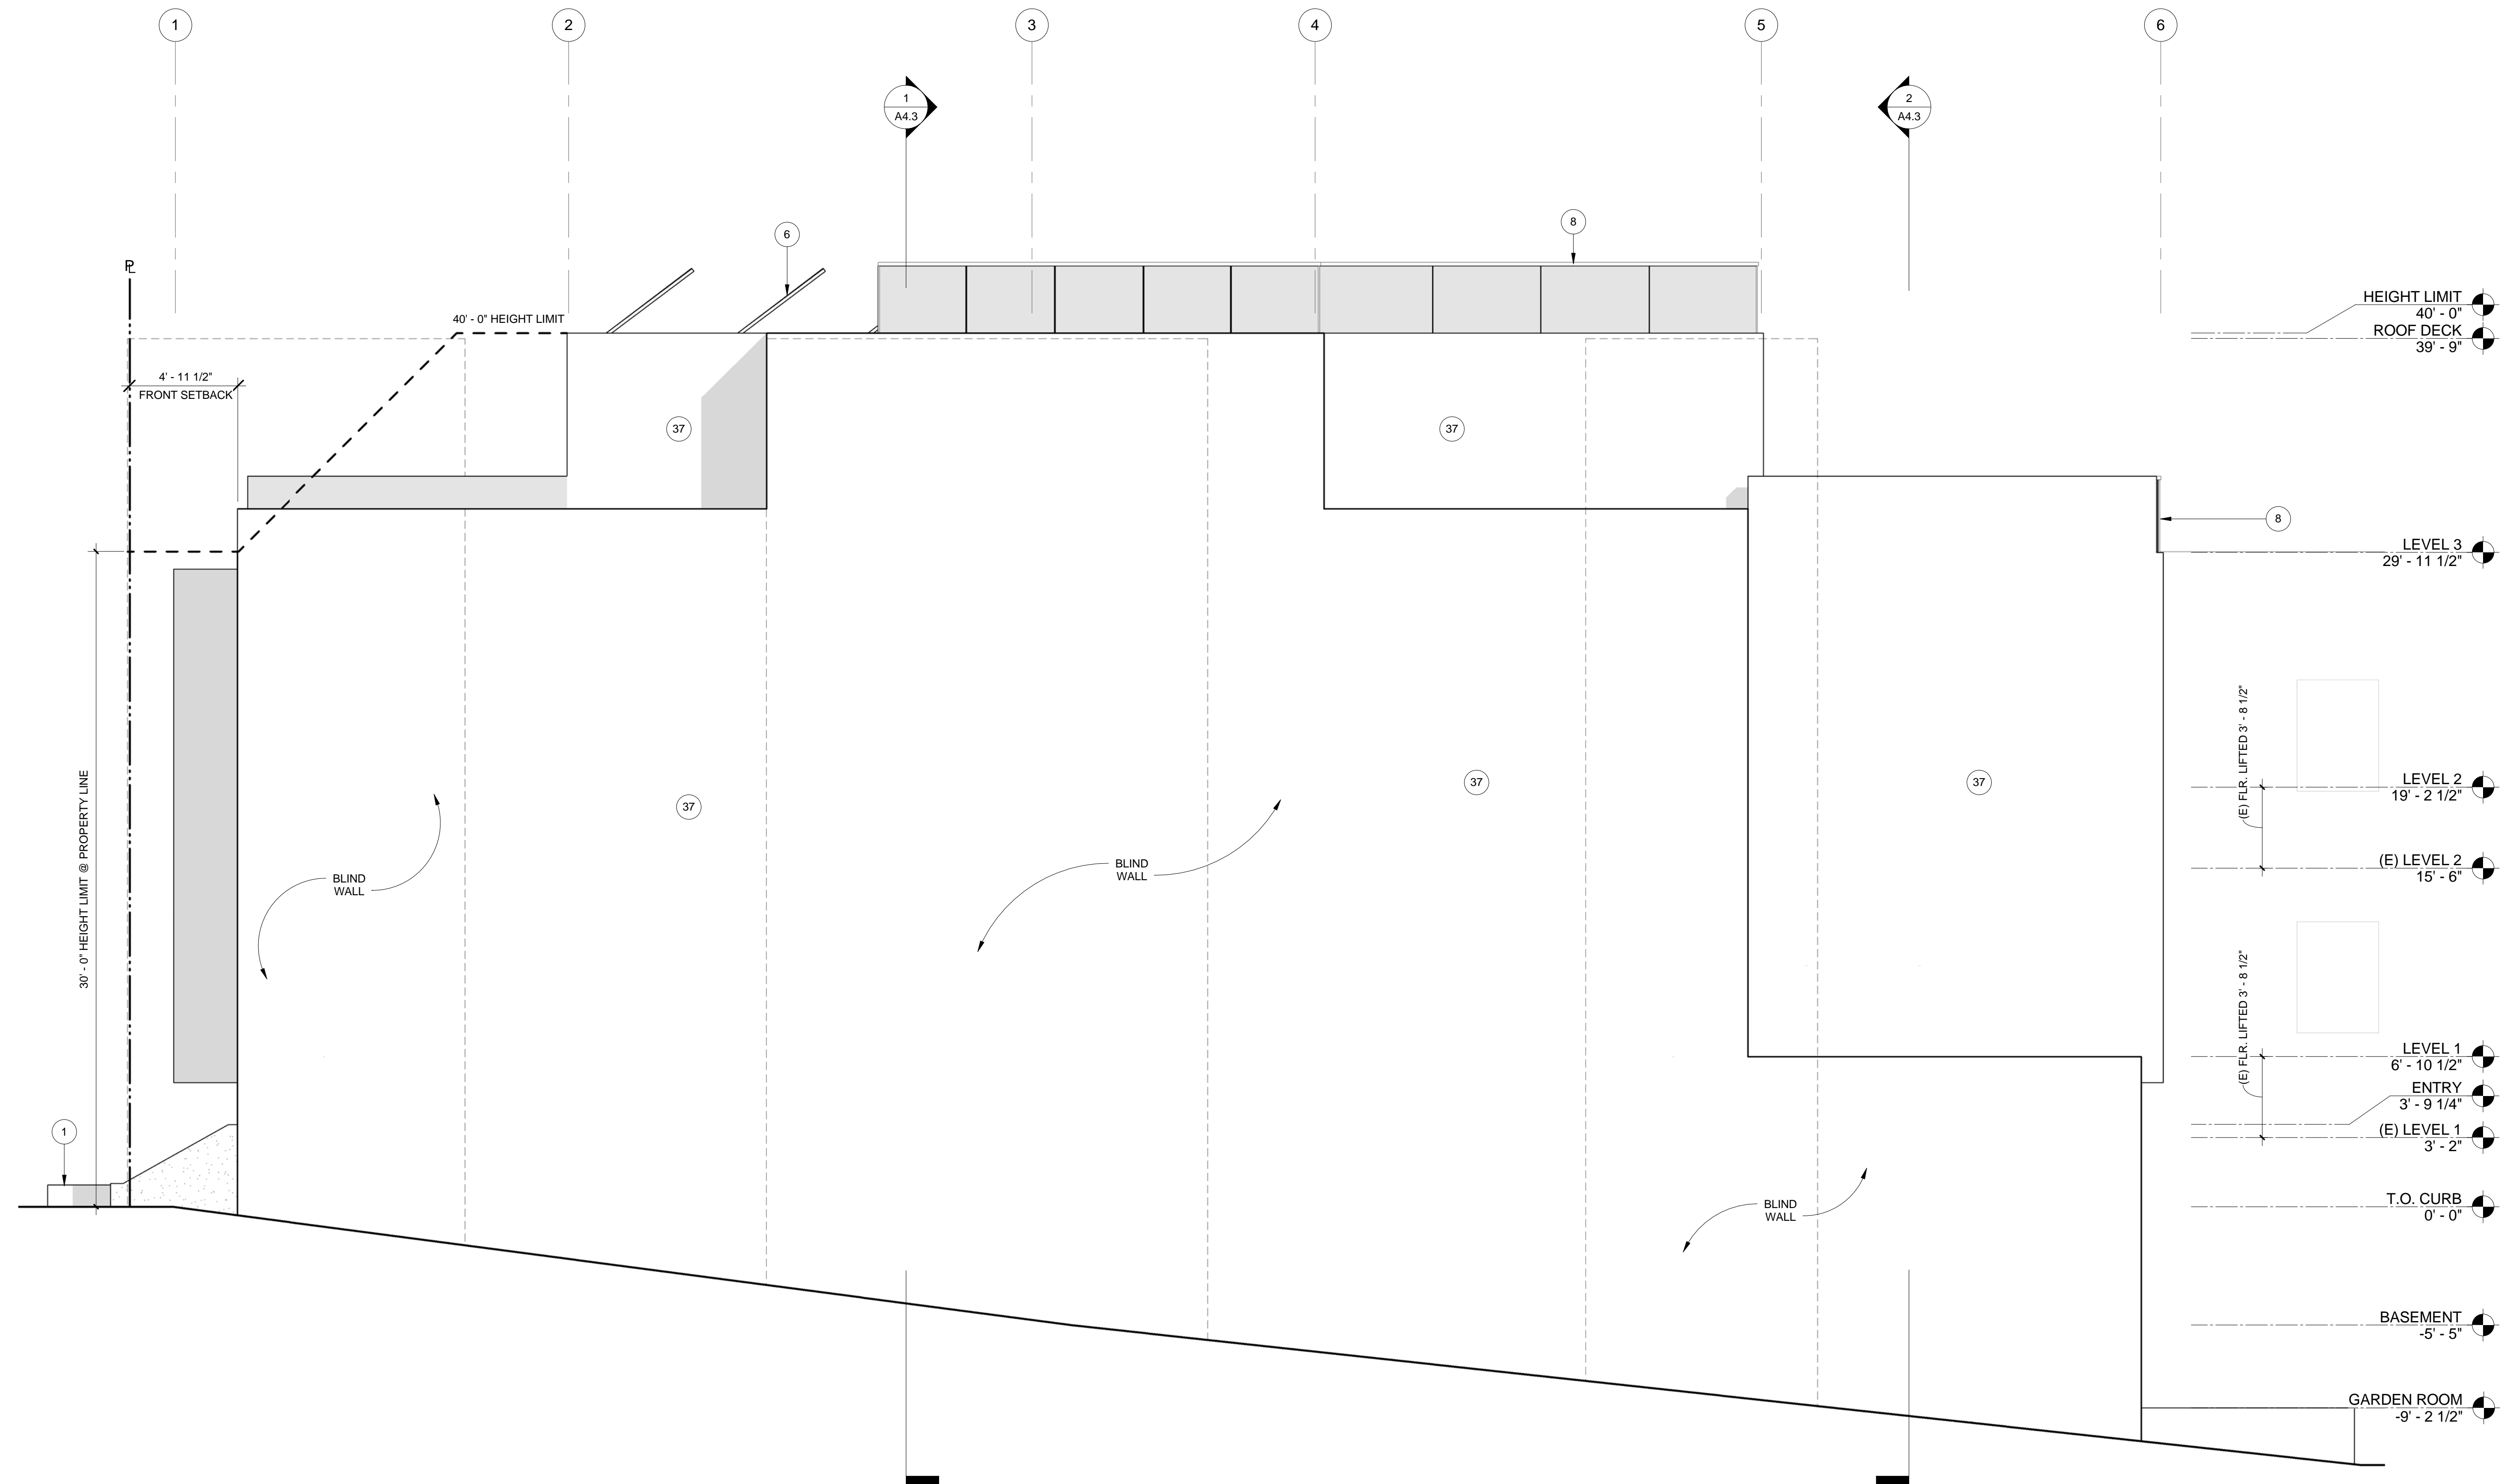 1
2
3
4
5
6
1
A4.3
2
A4.3
6
8
PL
40' - 0" HEIGHT LIMIT
HEIGHT LIMIT
40' - 0"
ROOF DECK
39' - 9"
4' - 11 1/2"
FRONT SETBACK
37
37
8
LEVEL 3
29' - 11 1/2"
30' - 0" HEIGHT LIMIT @ PROPERTY LINE
(E) FLR. LIFTED 3' - 8 1/2"
37
37
37
LEVEL 2
19' - 2 1/2"
BLIND
WALL
BLIND
WALL
(E) LEVEL 2
15' - 6"
(E) FLR. LIFTED 3' - 8 1/2"
LEVEL 1
6' - 10 1/2"
ENTRY
3' - 9 1/4"
1
(E) LEVEL 1
3' - 2"
BLIND
WALL
T.O. CURB
0' - 0"
BASEMENT
-5' - 5"
GARDEN ROOM
-9' - 2 1/2"